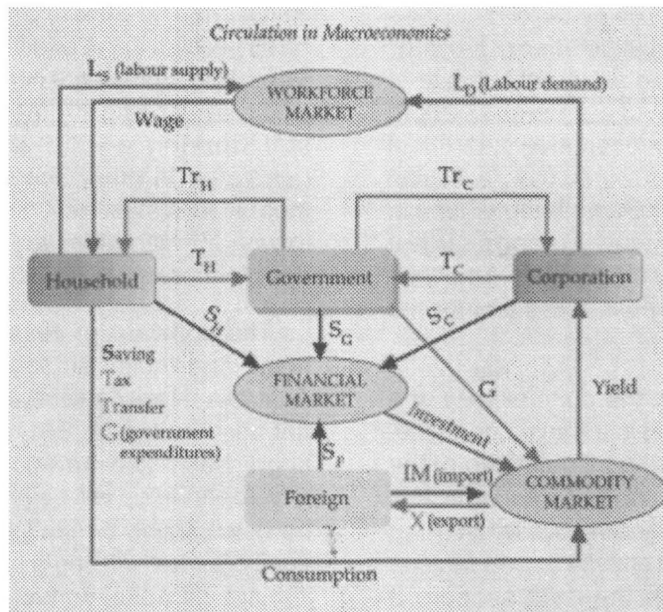 Circulation in Macroeconomics
L_S (labour supply)
L_D (Labour demand)
WORKFORCE
MARKET
Wage
Tr_H
Tr_C
T_H
T_C
Household
Government
Corporation
S_H
S_G
S_C
Saving
Tax
Transfer
G (government
expenditures)
FINANCIAL
MARKET
G
Yield
Investment
S_F
IM (import)
Foreign
X (export)
COMMODITY
MARKET
Consumption